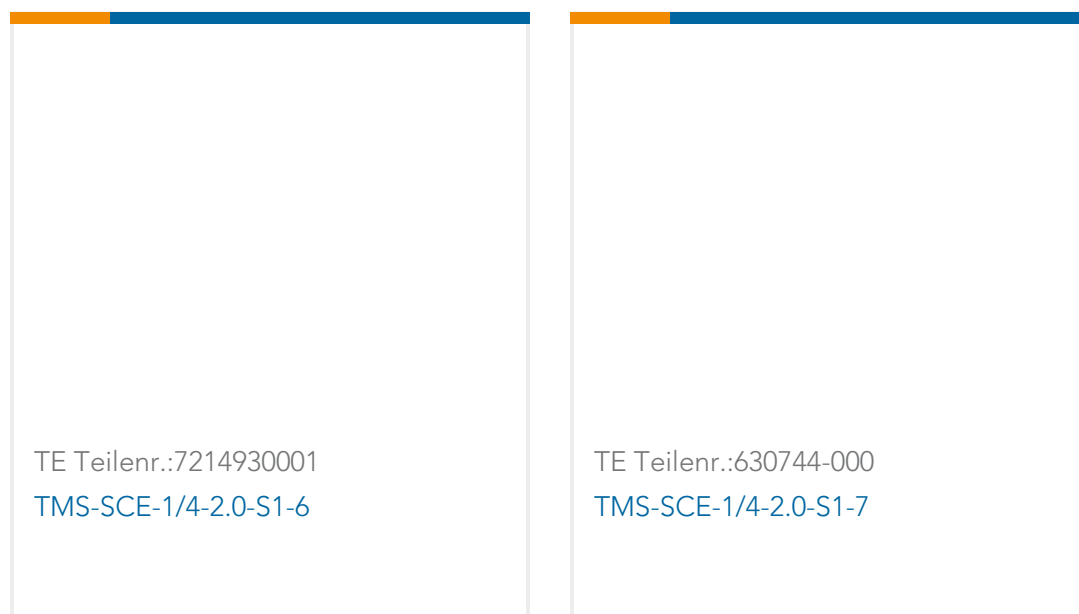 TE Teilenr.:7214930001
TMS-SCE-1/4-2.0-S1-6
TE Teilenr.:630744-000
TMS-SCE-1/4-2.0-S1-7